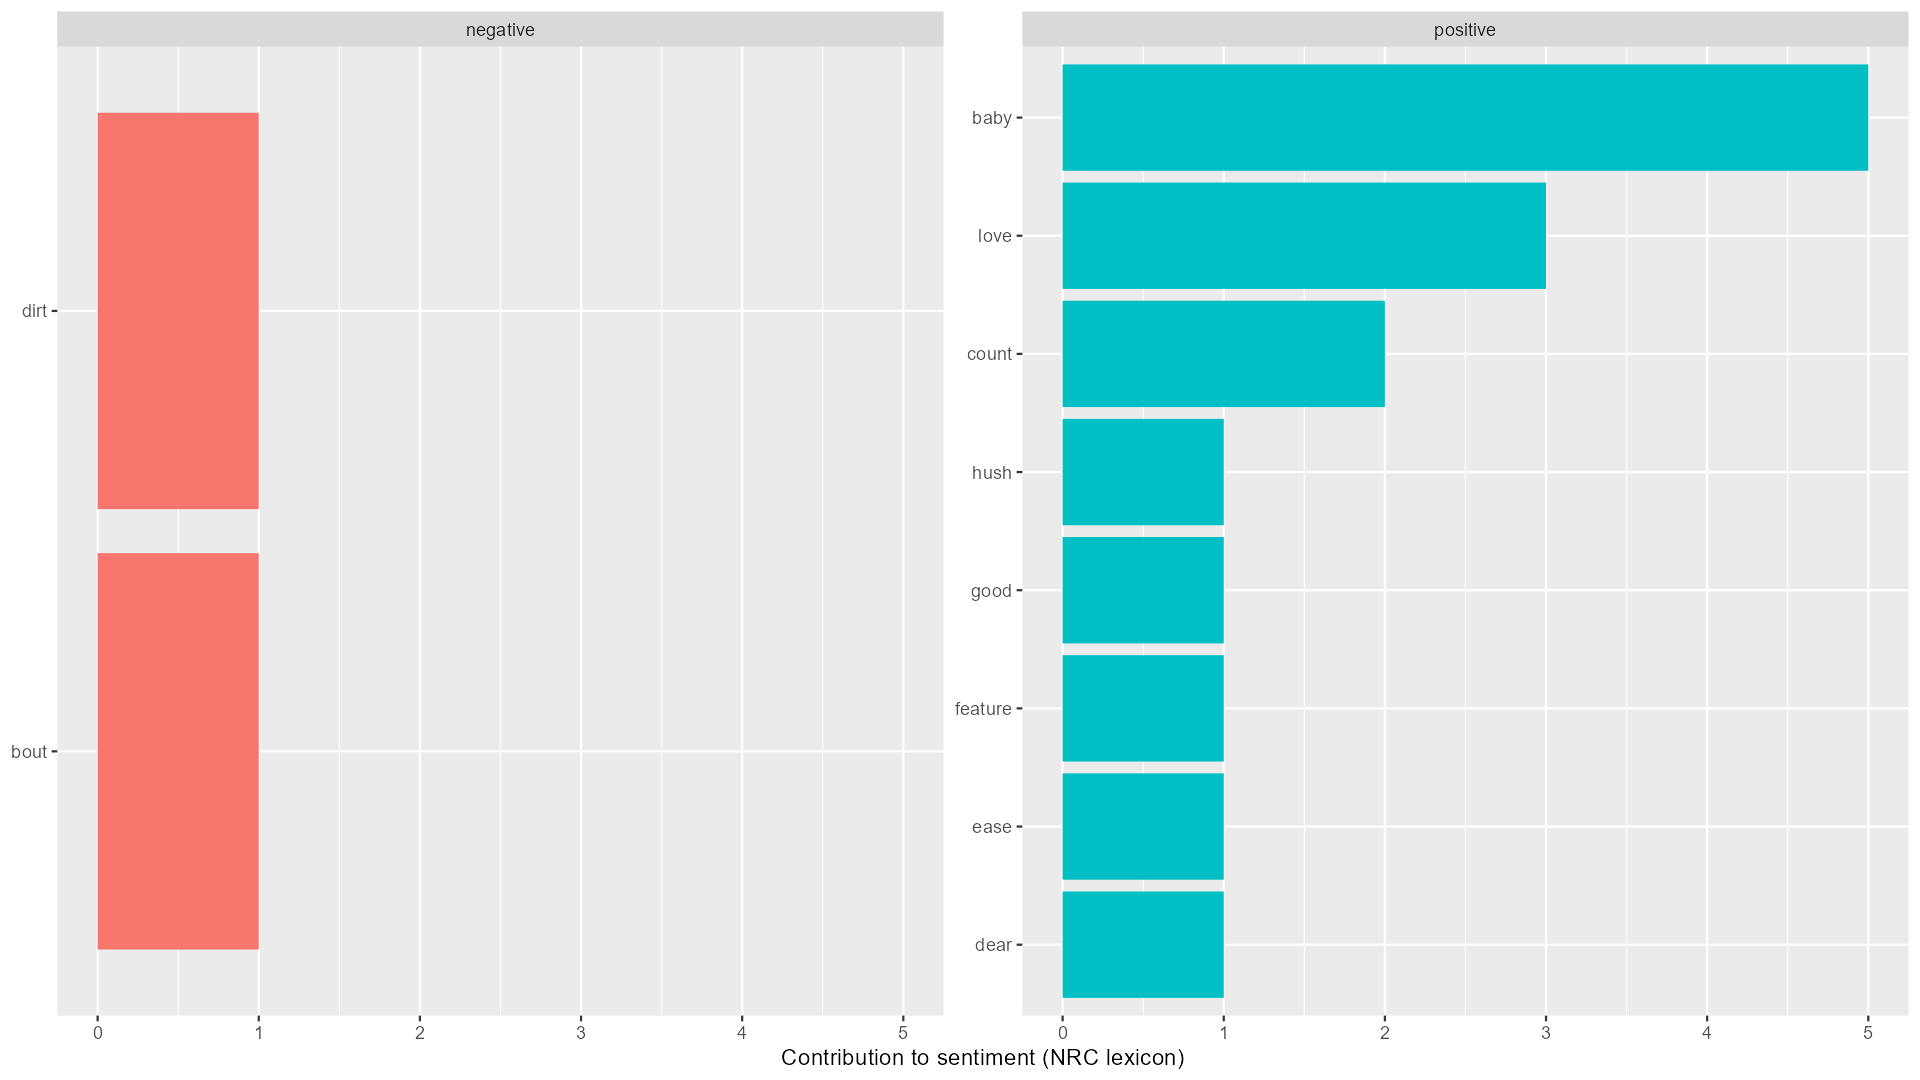 negative
positive
dirt
bout
baby
love
count
hush
good
feature
ease
dear
0 1 2 3 4 5
0 1 2 3 4 5
Contribution to sentiment (NRC lexicon)